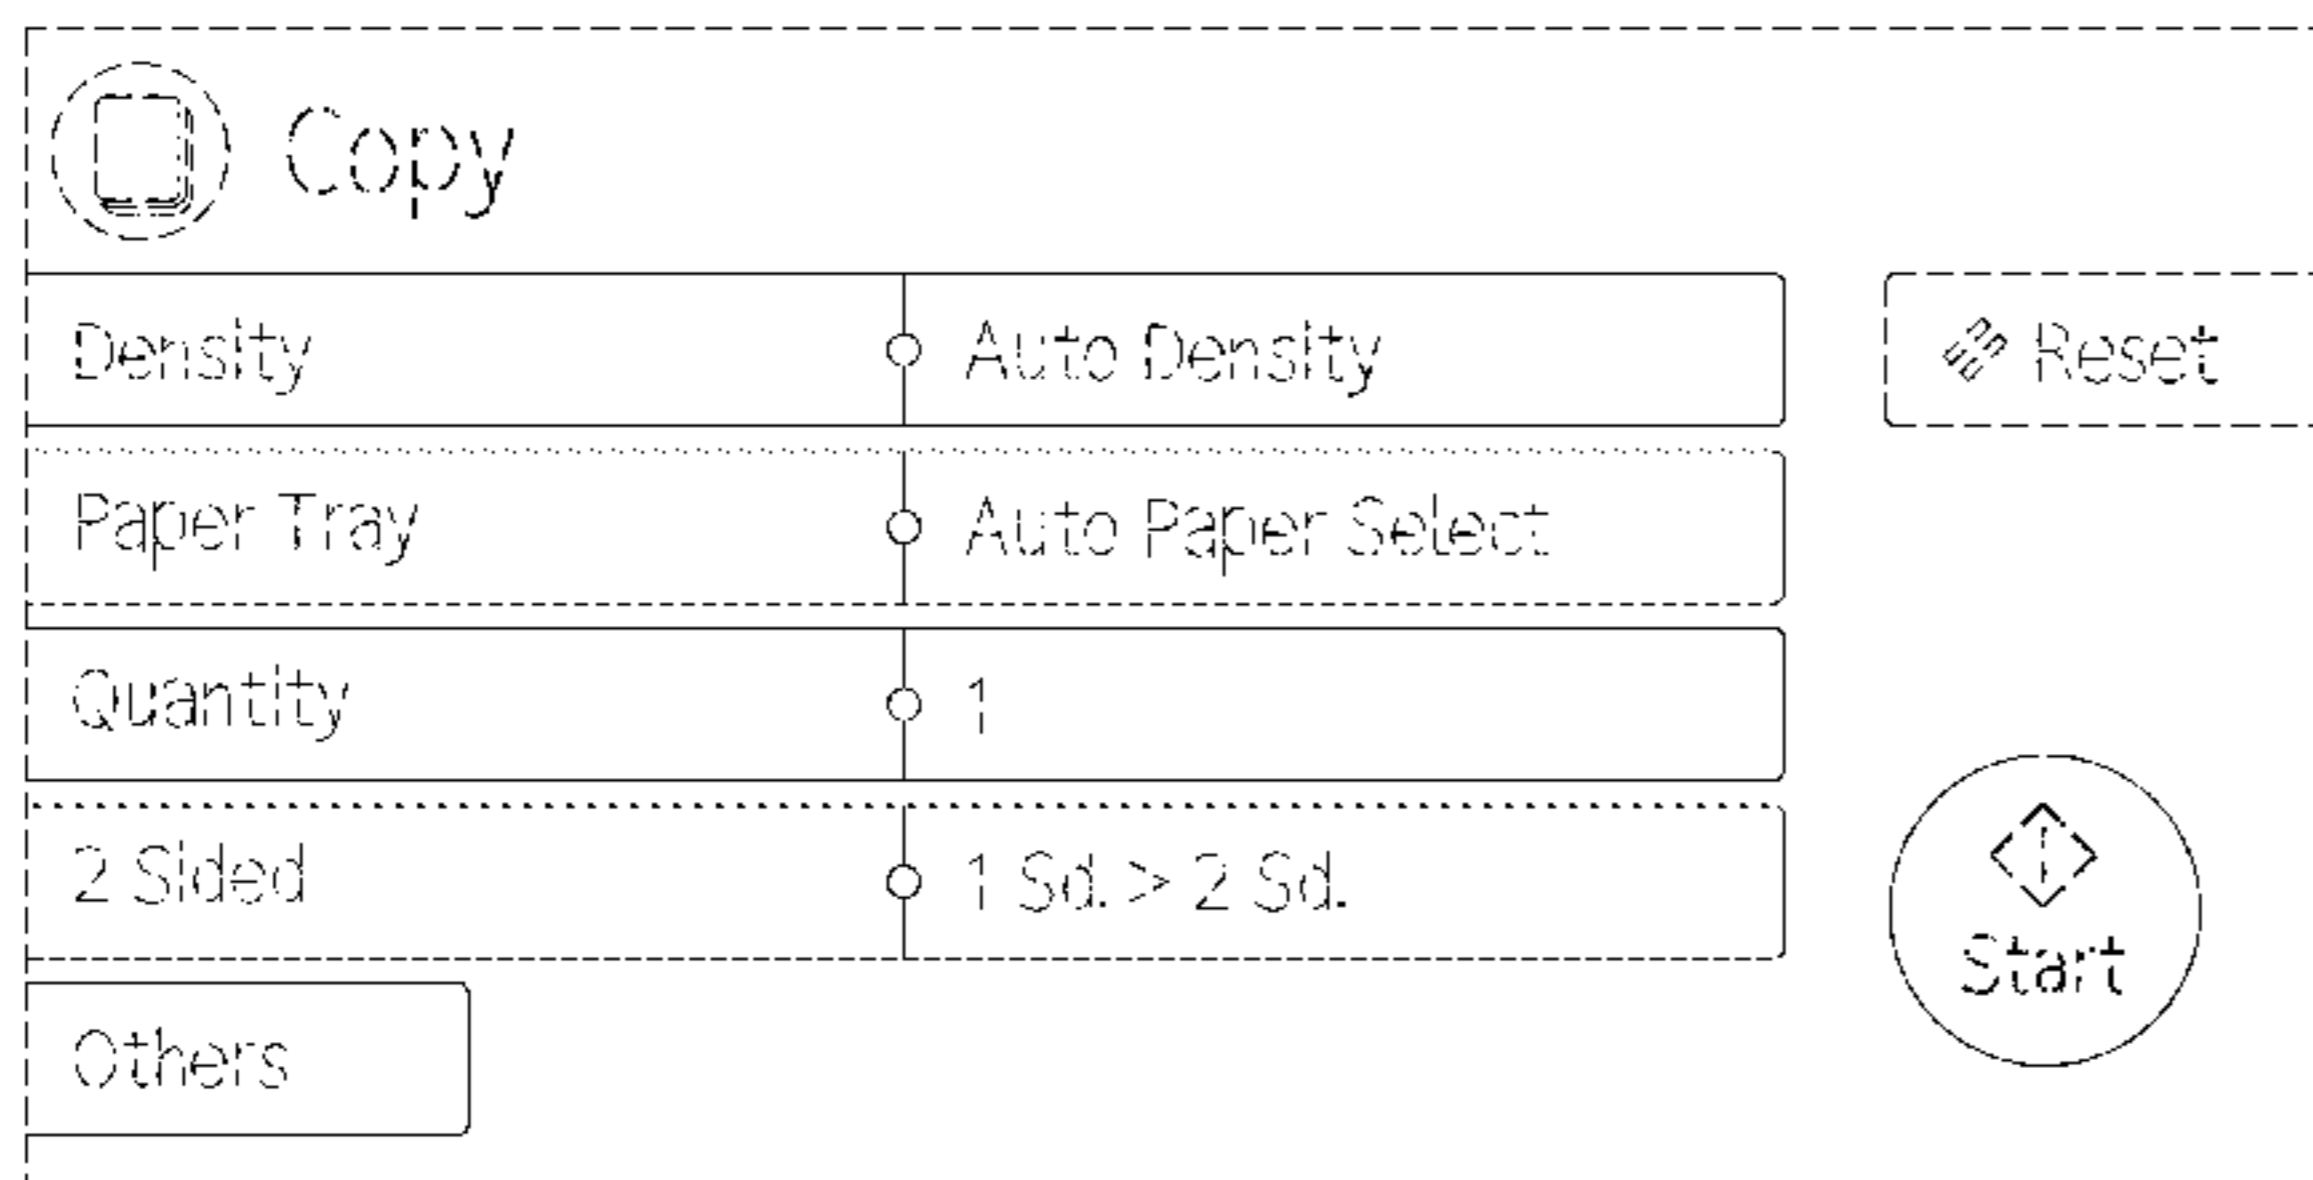 Copy
Density Auto Density Reset
Paper Tray Auto Paper Select
Quantity 1
2 Sided 1 Sd. > 2 Sd.
Start
Others